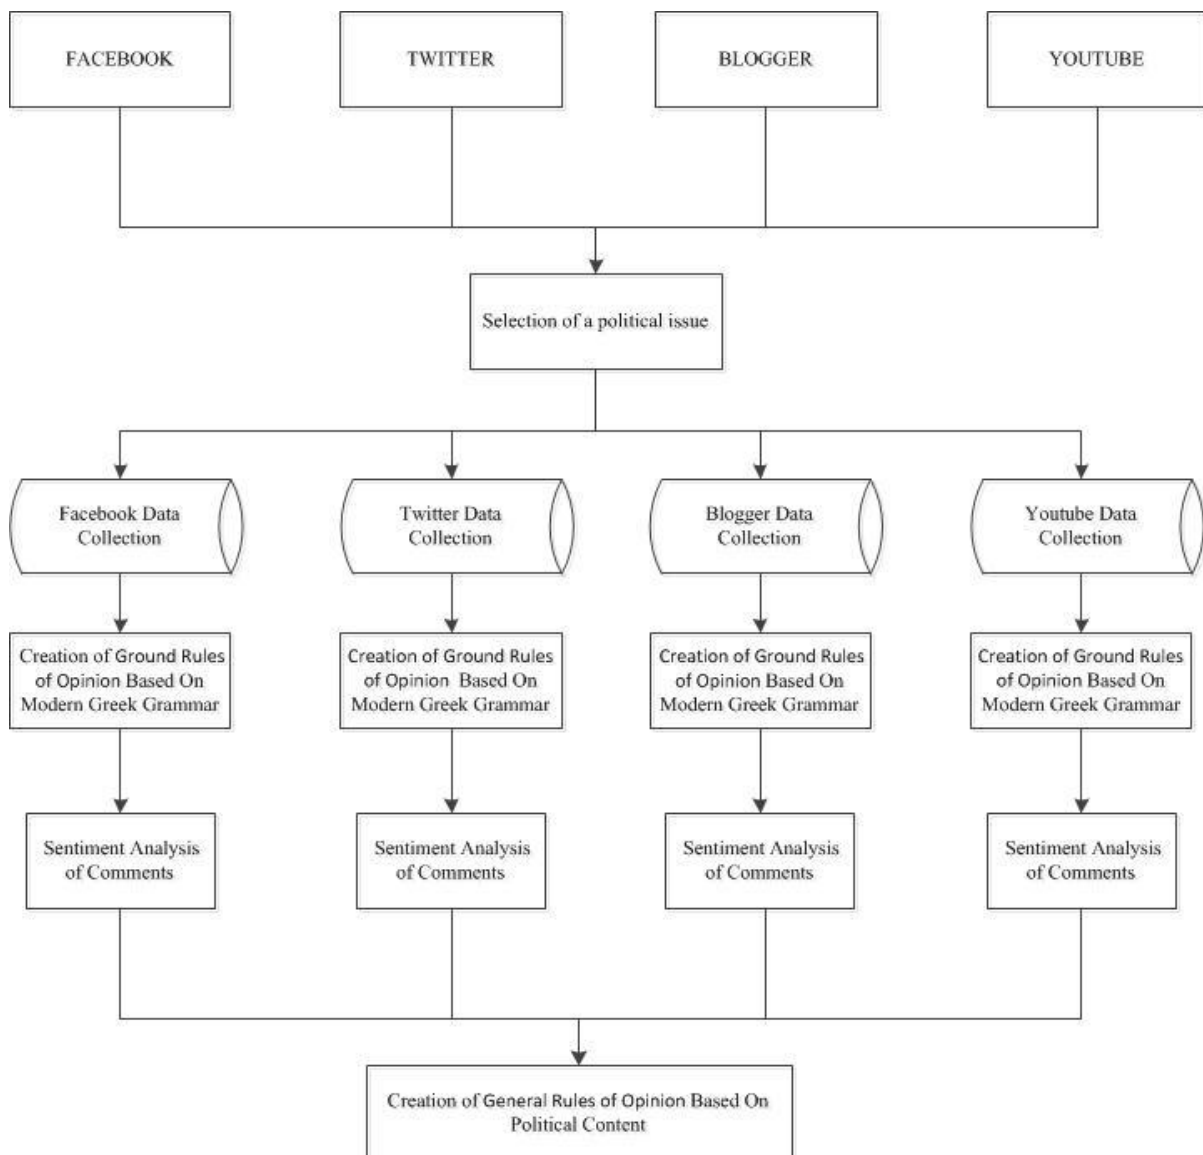 FACEBOOK
TWITTER
BLOGGER
YOUTUBE
Selection of a political issue
Facebook Data
Collection
Twitter Data
Collection
Blogger Data
Collection
Youtube Data
Collection
Creation of Ground Rules
of Opinion Based On
Modern Greek Grammar
Creation of Ground Rules
of Opinion Based On
Modern Greek Grammar
Creation of Ground Rules
of Opinion Based On
Modern Greek Grammar
Creation of Ground Rules
of Opinion Based On
Modern Greek Grammar
Sentiment Analysis
of Comments
Sentiment Analysis
of Comments
Sentiment Analysis
of Comments
Sentiment Analysis
of Comments
Creation of General Rules of Opinion Based On
Political Content